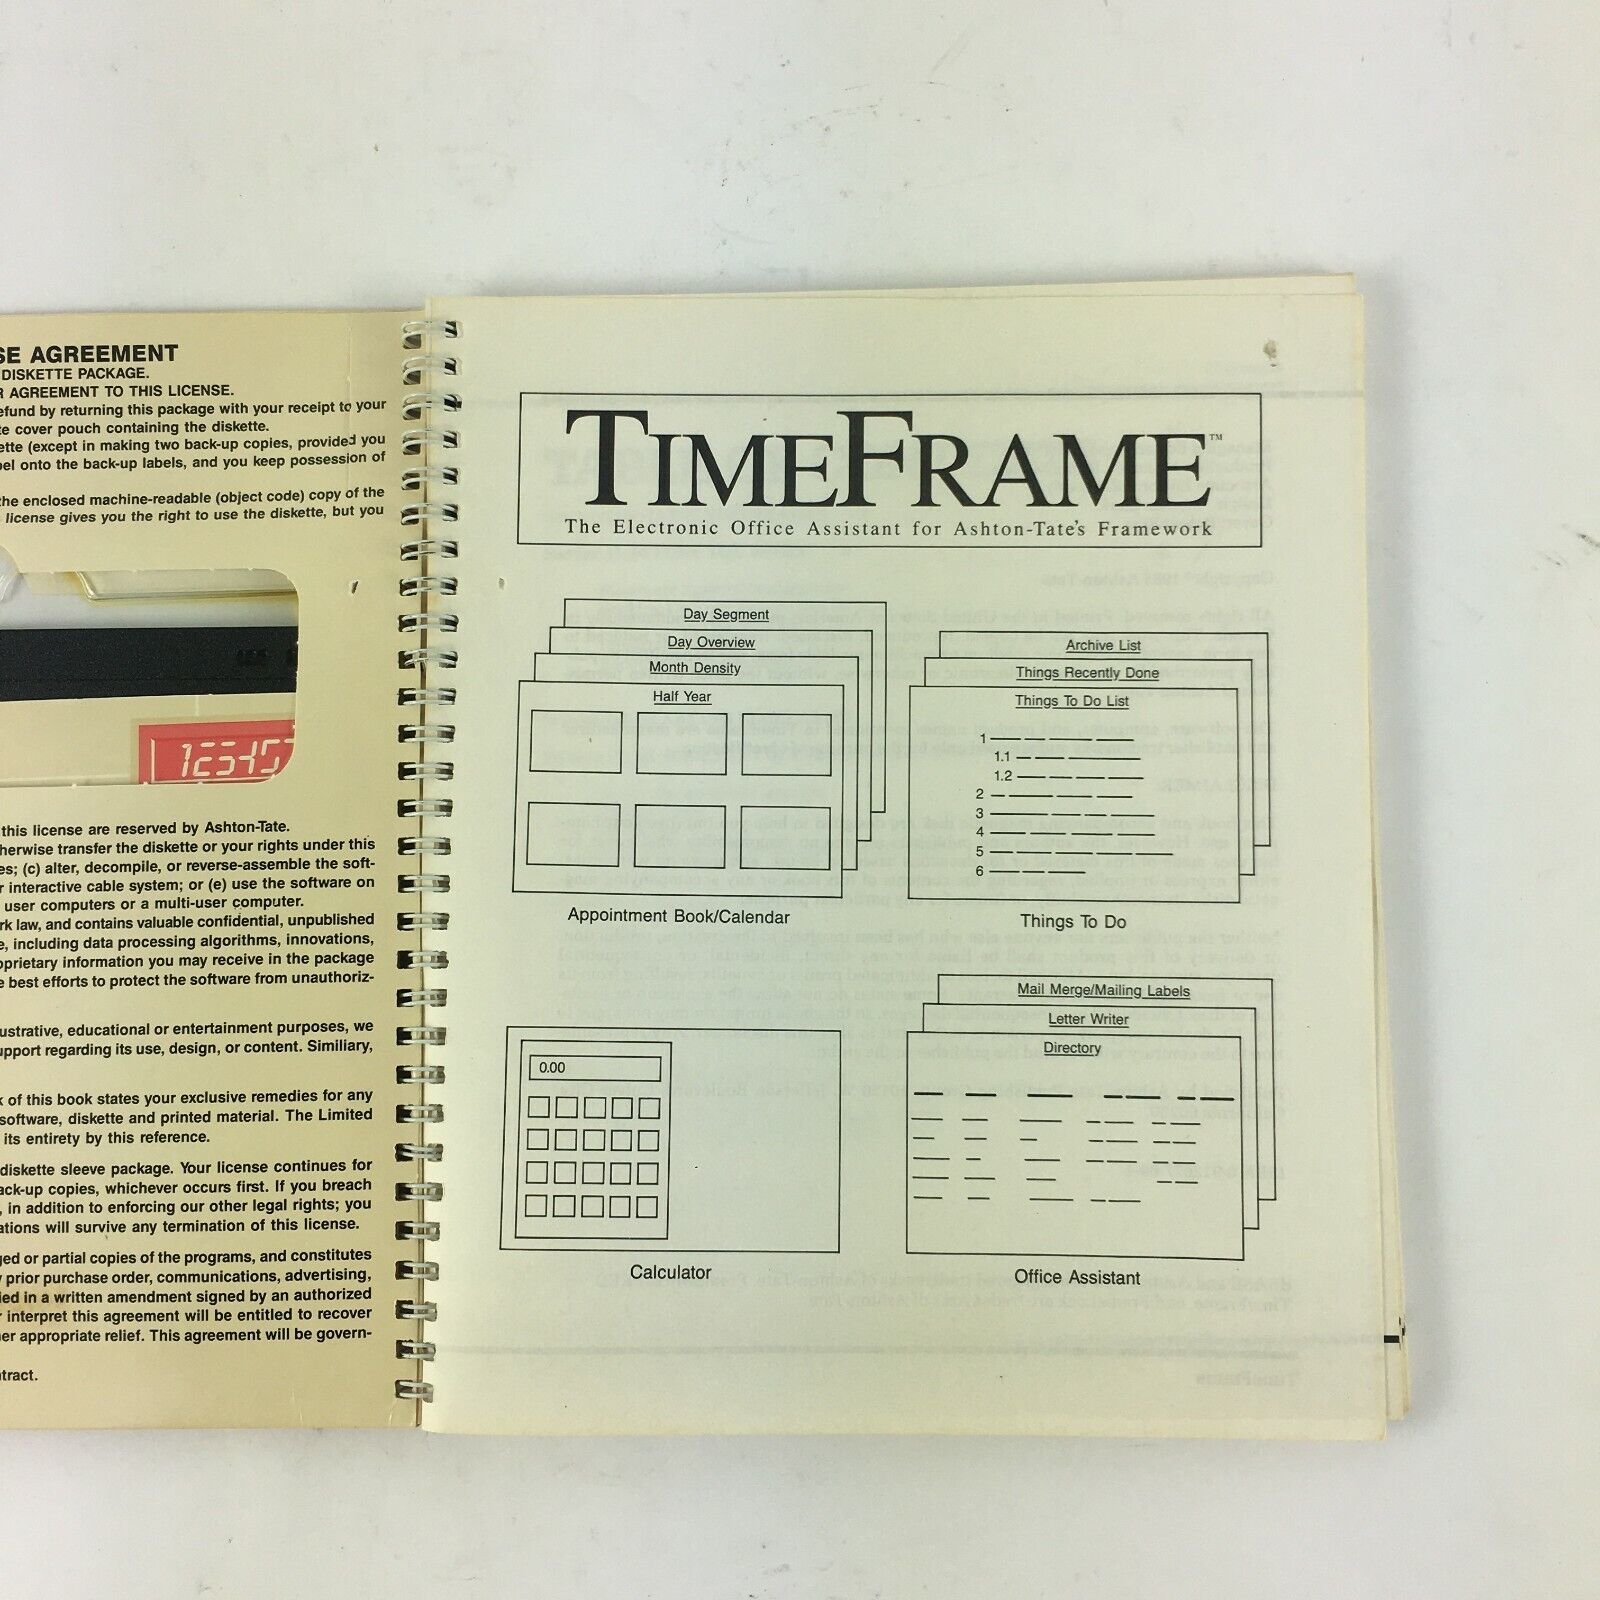 SE AGREEMENT
DISKETTE PACKAGE.
R AGREEMENT TO THIS LICENSE.
efund by returning this package with your receipt to your
te cover pouch containing the diskette.
ette (except in making two back-up copies, provided you
bel onto the back-up labels, and you keep possession of
the enclosed machine-readable (object code) copy of the
license gives you the right to use the diskette, but you
this license are reserved by Ashton-Tate.
therwise transfer the diskette or your rights under this
es; (c) alter, decompile, or reverse-assemble the soft-
r interactive cable system; or (e) use the software on
user computers or a multi-user computer.
rk law, and contains valuable confidential, unpublished
e, including data processing algorithms, innovations,
oprietary information you may receive in the package
e best efforts to protect the software from unauthoriz-
ustrative, educational or entertainment purposes, we
upport regarding its use, design, or content. Similiary,
k of this book states your exclusive remedies for any
software, diskette and printed material. The Limited
its entirety by this reference.
diskette sleeve package. Your license continues for
ack-up copies, whichever occurs first. If you breach
, in addition to enforcing our other legal rights; you
ations will survive any termination of this license.
ged or partial copies of the programs, and constitutes
y prior purchase order, communications, advertising,
ied in a written amendment signed by an authorized
r interpret this agreement will be entitled to recover
her appropriate relief. This agreement will be govern-
ntract.
TIMEFRAME™
The Electronic Office Assistant for Ashton-Tate's Framework
Day Segment
Day Overview
Month Density
Half Year
Appointment Book/Calendar
Archive List
Things Recently Done
Things To Do List
1
1.1
1.2
2
3
4
5
6
Things To Do
0.00
Calculator
Mail Merge/Mailing Labels
Letter Writer
Directory
Office Assistant